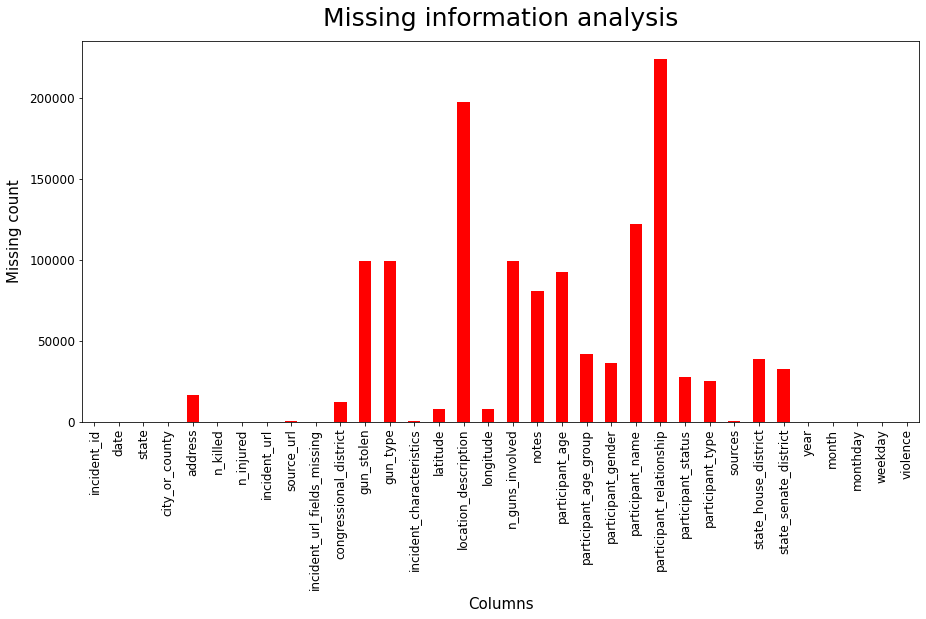 Missing information analysis
Missing count
200000
150000
100000
50000
0
incident_id
date
state
city_or_county
address
n_killed
n_injured
incident_url
source_url
incident_url_fields_missing
congressional_district
gun_stolen
gun_type
incident_characteristics
latitude
location_description
longitude
n_guns_involved
notes
participant_age
participant_age_group
participant_gender
participant_name
participant_relationship
participant_status
participant_type
sources
state_house_district
state_senate_district
year
month
monthday
weekday
violence
Columns